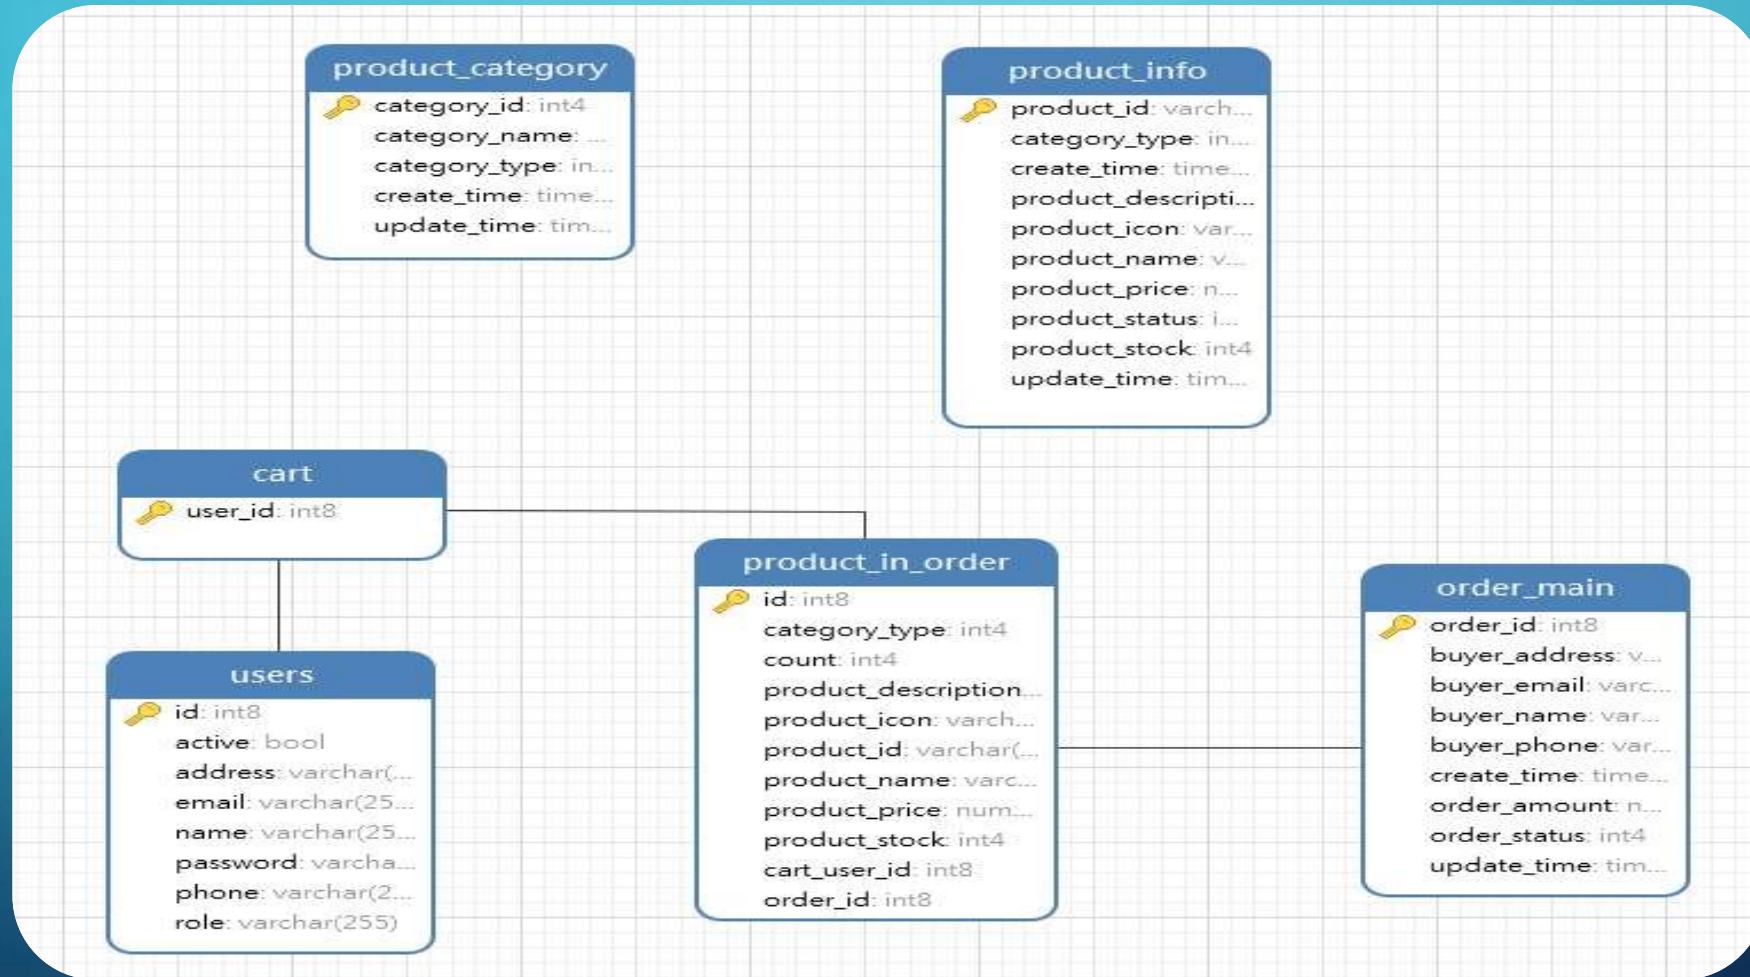 product_category
category_id: int4
category_name: ...
category_type: in...
create_time: time...
update_time: tim...
product_info
product_id: varch...
category_type: in...
create_time: time...
product_descripti...
product_icon: var...
product_name: v...
product_price: n...
product_status: i...
product_stock: int4
update_time: tim...
cart
user_id: int8
users
id: int8
active: bool
address: varchar(...
email: varchar(25...
name: varchar(25...
password: varcha...
phone: varchar(2...
role: varchar(255)
product_in_order
id: int8
category_type: int4
count: int4
product_description...
product_icon: varch...
product_id: varchar(...
product_name: varc...
product_price: num...
product_stock: int4
cart_user_id: int8
order_id: int8
order_main
order_id: int8
buyer_address: v...
buyer_email: varc...
buyer_name: var...
buyer_phone: var...
create_time: time...
order_amount: n...
order_status: int4
update_time: tim...